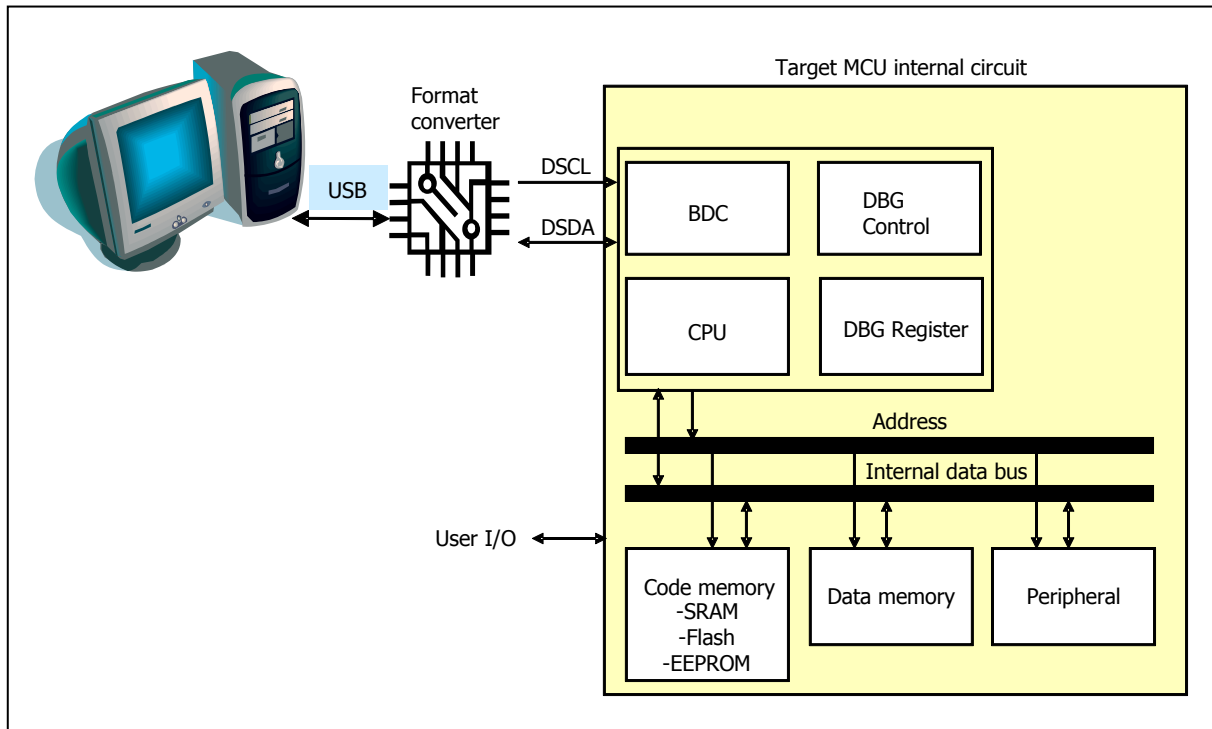 Target MCU internal circuit
Format
converter
USB
DSCL
DSDA
BDC
DBG
Control
CPU
DBG Register
Address
Internal data bus
User I/O
Code memory
-SRAM
-Flash
-EEPROM
Data memory
Peripheral